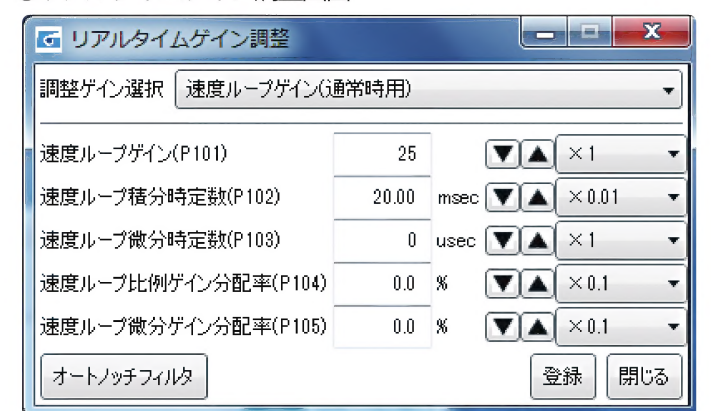 リアルタイムゲイン調整
調整ゲイン選択 速度ループゲイン(通常時用)
速度ループゲイン(P101) 25 ×1
速度ループ積分時定数(P102) 20.00 msec ×0.01
速度ループ微分時定数(P103) 0 usec ×1
速度ループ比例ゲイン分配率(P104) 0.0 % ×0.1
速度ループ微分ゲイン分配率(P105) 0.0 % ×0.1
オートノッチフィルタ 登録 閉じる